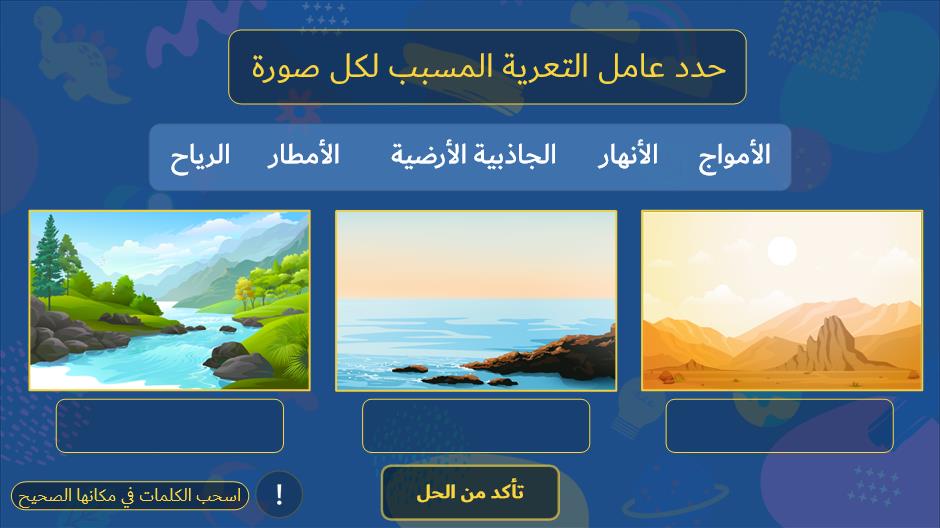 حدد عامل التعرية المسبب لكل صورة
الأمواج الأنهار الجاذبية الأرضية الأمطار الرياح
تأكد من الحل
!
اسحب الكلمات في مكانها الصحيح